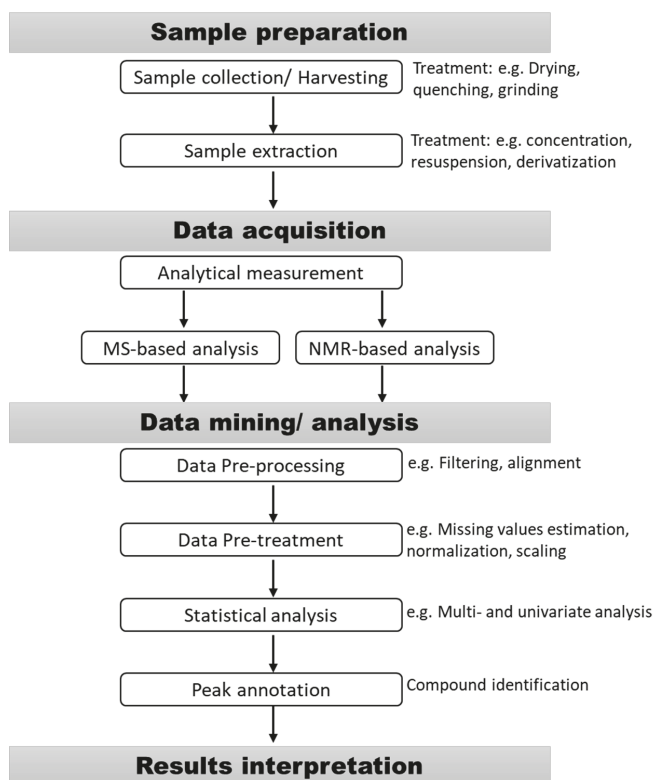 Sample preparation
Sample collection/ Harvesting
Treatment: e.g. Drying,
quenching, grinding
Sample extraction
Treatment: e.g. concentration,
resuspension, derivatization
Data acquisition
Analytical measurement
MS-based analysis
NMR-based analysis
Data mining/ analysis
Data Pre-processing
e.g. Filtering, alignment
Data Pre-treatment
e.g. Missing values estimation,
normalization, scaling
Statistical analysis
e.g. Multi- and univariate analysis
Peak annotation
Compound identification
Results interpretation